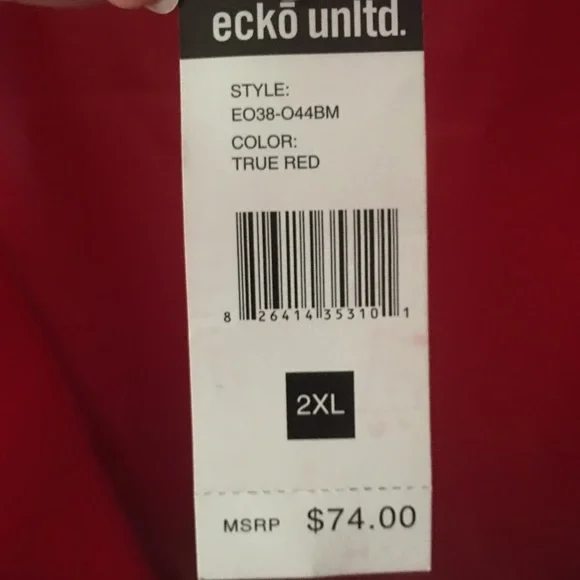 eckō unltd.
STYLE:
EO38-O44BM
COLOR:
TRUE RED
8 26414 35310 1
2XL
MSRP $74.00